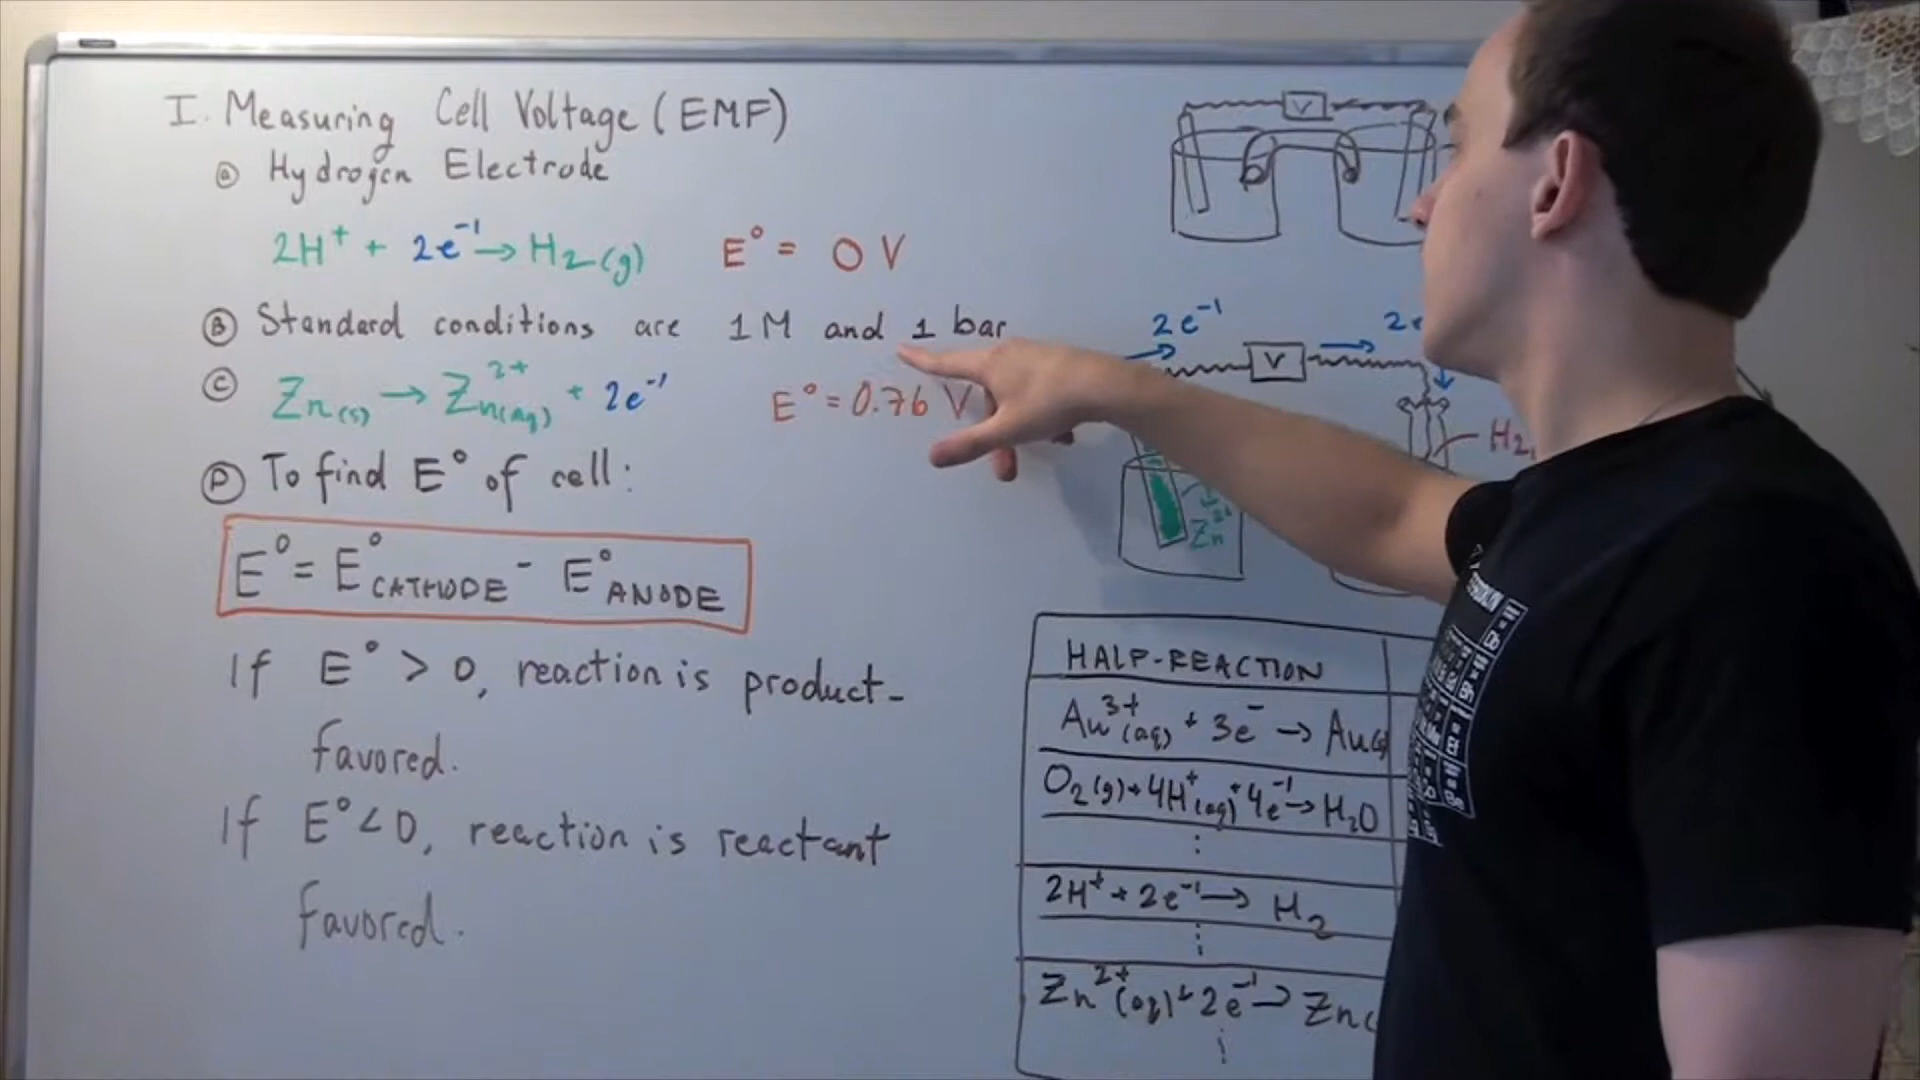 I. Measuring Cell Voltage (EMF)
ⓐ Hydrogen Electrode
2H⁺ + 2e⁻¹ → H₂(g) E° = 0 V
Ⓑ Standard conditions are 1 M and 1 bar
Ⓒ Zn(s) → Zn²⁺(aq) + 2e⁻¹ E° = 0.76 V
Ⓓ To find E° of cell:
E° = E°CATHODE - E°ANODE
If E° > 0, reaction is product-
favored.
If E° < 0, reaction is reactant
favored.
V
2e⁻¹
V
H₂
Zn²⁺
HALF-REACTION
Au³⁺(aq) + 3e⁻ → Au(s)
O₂(g) + 4H⁺(aq) + 4e⁻¹ → H₂O
2H⁺ + 2e⁻¹ → H₂
Zn²⁺(aq) + 2e⁻¹ → Zn(